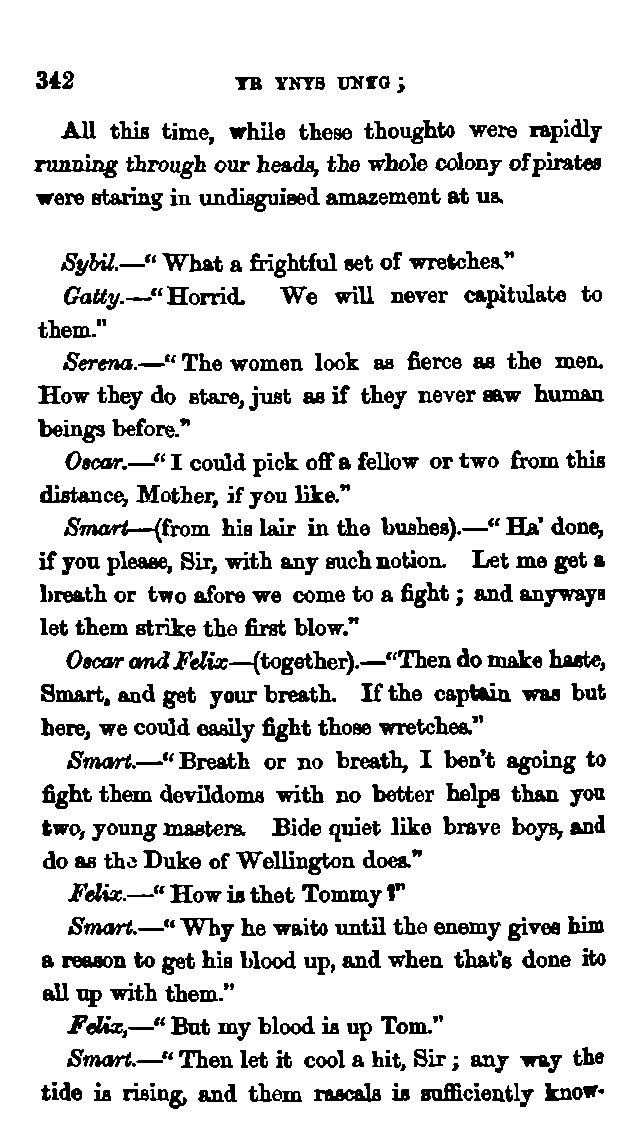 342 YR YNYS UNYG ;
All this time, while these thoughto were rapidly
running through our heads, the whole colony of pirates
were staring in undisguised amazement at us.
Sybil.—“ What a frightful set of wretches.”
Gatty.—“Horrid. We will never capitulate to
them."
Serena.—“ The women look as fierce as the men.
How they do stare, just as if they never saw human
beings before.”
Oscar.—“ I could pick off a fellow or two from this
distance, Mother, if you like.”
Smart—(from his lair in the bushes).—“ Ha’ done,
if you please, Sir, with any such notion. Let me get a
breath or two afore we come to a fight ; and anyways
let them strike the first blow.”
Oscar and Felix—(together).—“Then do make haste,
Smart, and get your breath. If the captain was but
here, we could easily fight those wretches.”
Smart.—“ Breath or no breath, I ben’t agoing to
fight them devildoms with no better helps than you
two, young masters. Bide quiet like brave boys, and
do as the Duke of Wellington does.”
Felix.—“ How is thet Tommy ?”
Smart.—“ Why he waito until the enemy gives him
a reason to get his blood up, and when that’s done ito
all up with them.”
Felix,—“ But my blood is up Tom.”
Smart.—“ Then let it cool a hit, Sir ; any way the
tide is rising, and them rascals is sufficiently know-